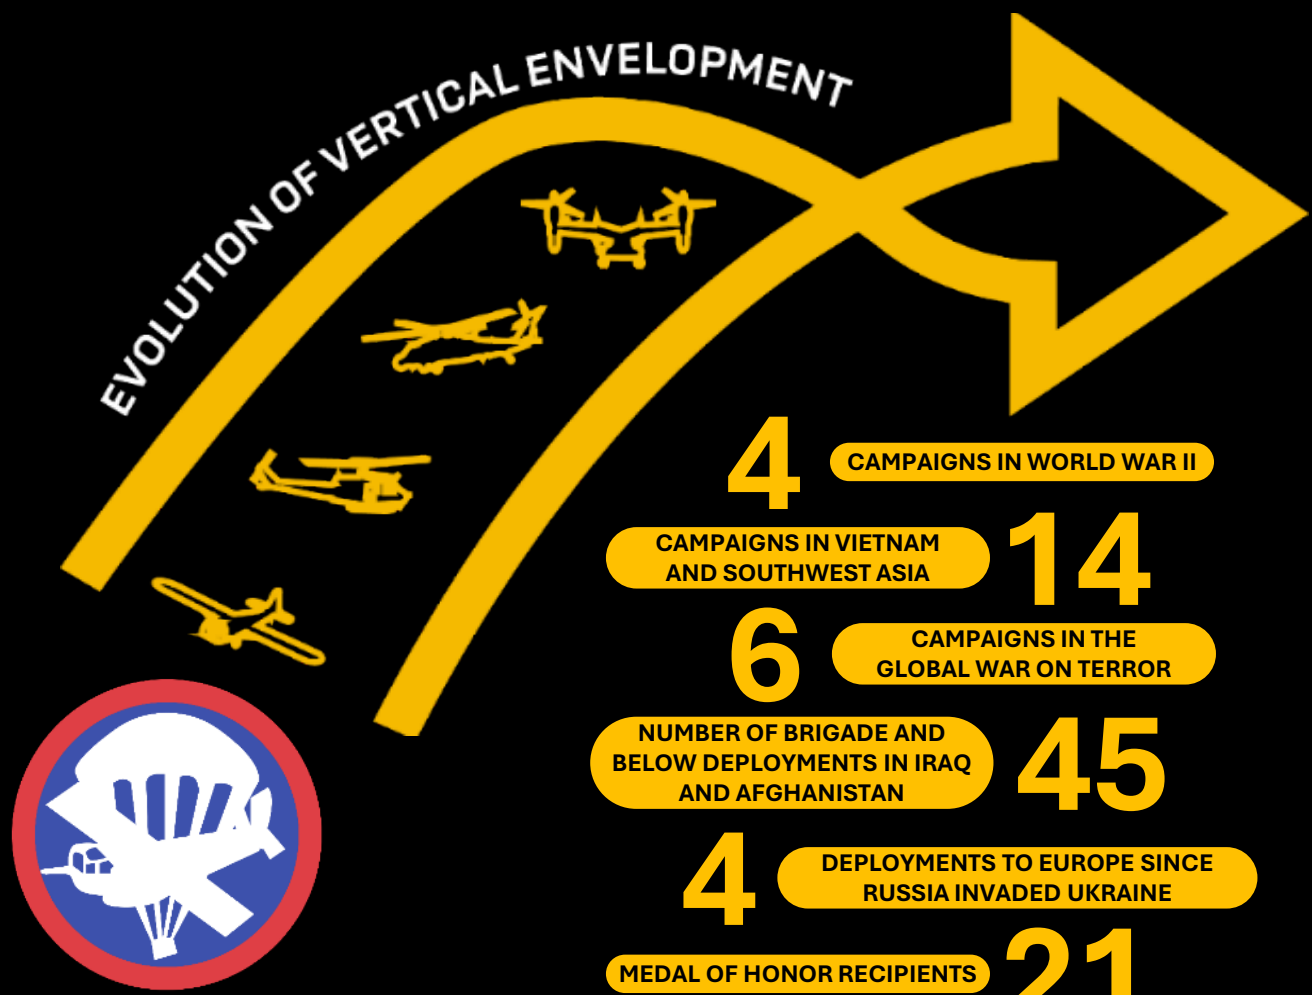 EVOLUTION OF VERTICAL ENVELOPMENT
4
CAMPAIGNS IN WORLD WAR II
CAMPAIGNS IN VIETNAM
AND SOUTHWEST ASIA
14
6
CAMPAIGNS IN THE
GLOBAL WAR ON TERROR
NUMBER OF BRIGADE AND
BELOW DEPLOYMENTS IN IRAQ
AND AFGHANISTAN
45
4
DEPLOYMENTS TO EUROPE SINCE
RUSSIA INVADED UKRAINE
MEDAL OF HONOR RECIPIENTS
21